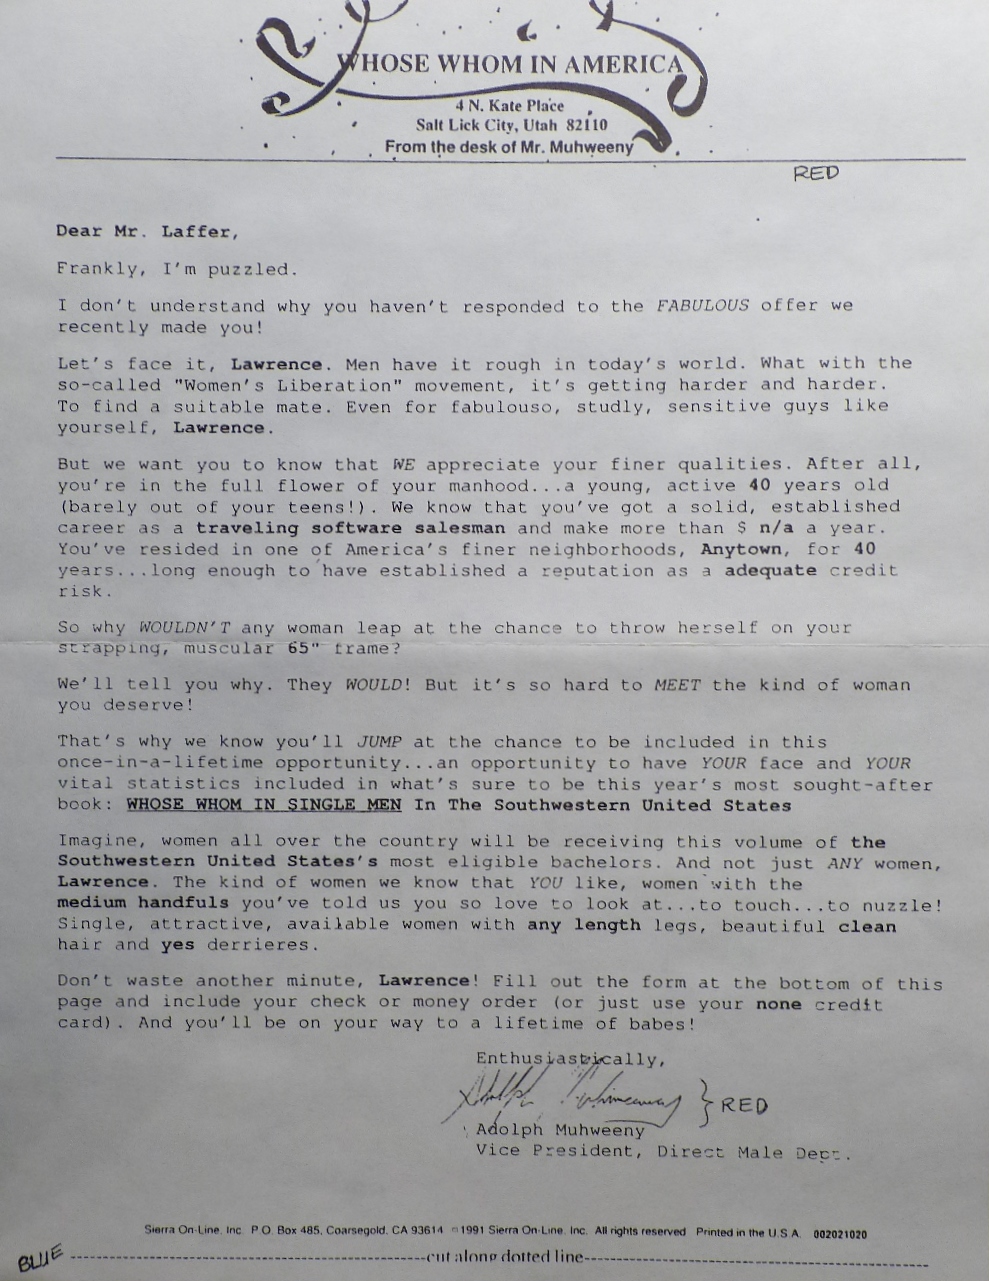 WHOSE WHOM IN AMERICA
4 N. Kate Place
Salt Lick City, Utah 82110
From the desk of Mr. Muhweeny
RED
Dear Mr. Laffer,
Frankly, I'm puzzled.
I don't understand why you haven't responded to the FABULOUS offer we
recently made you!
Let's face it, Lawrence. Men have it rough in today's world. What with the
so-called "Women's Liberation" movement, it's getting harder and harder.
To find a suitable mate. Even for fabulouso, studly, sensitive guys like
yourself, Lawrence.
But we want you to know that WE appreciate your finer qualities. After all,
you're in the full flower of your manhood...a young, active 40 years old
(barely out of your teens!). We know that you've got a solid, established
career as a traveling software salesman and make more than $ n/a a year.
You've resided in one of America's finer neighborhoods, Anytown, for 40
years...long enough to have established a reputation as a adequate credit
risk.
So why WOULDN'T any woman leap at the chance to throw herself on your
strapping, muscular 65" frame?
We'll tell you why. They WOULD! But it's so hard to MEET the kind of woman
you deserve!
That's why we know you'll JUMP at the chance to be included in this
once-in-a-lifetime opportunity...an opportunity to have YOUR face and YOUR
vital statistics included in what's sure to be this year's most sought-after
book: WHOSE WHOM IN SINGLE MEN In The Southwestern United States
Imagine, women all over the country will be receiving this volume of the
Southwestern United States's most eligible bachelors. And not just ANY women,
Lawrence. The kind of women we know that YOU like, women with the
medium handfuls you've told us you so love to look at...to touch...to nuzzle!
Single, attractive, available women with any length legs, beautiful clean
hair and yes derrieres.
Don't waste another minute, Lawrence! Fill out the form at the bottom of this
page and include your check or money order (or just use your none credit
card). And you'll be on your way to a lifetime of babes!
Enthusiastically,
Adolph Muhweeny } RED
Adolph Muhweeny
Vice President, Direct Male Dept.
Sierra On-Line, Inc. P.O. Box 485, Coarsegold, CA 93614 ©1991 Sierra On-Line, Inc. All rights reserved Printed in the U.S.A. 002021020
BLUE
cut along dotted line